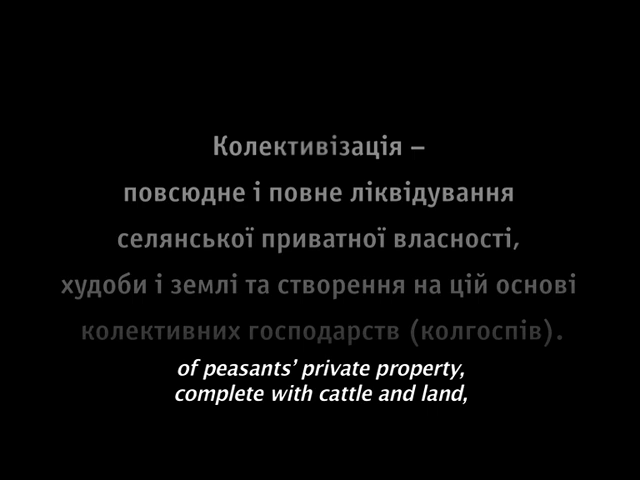 Колективізація –
повсюдне і повне ліквідування
селянської приватної власності,
худоби і землі та створення на цій основі
колективних господарств (колгоспів).
of peasants’ private property,
complete with cattle and land,